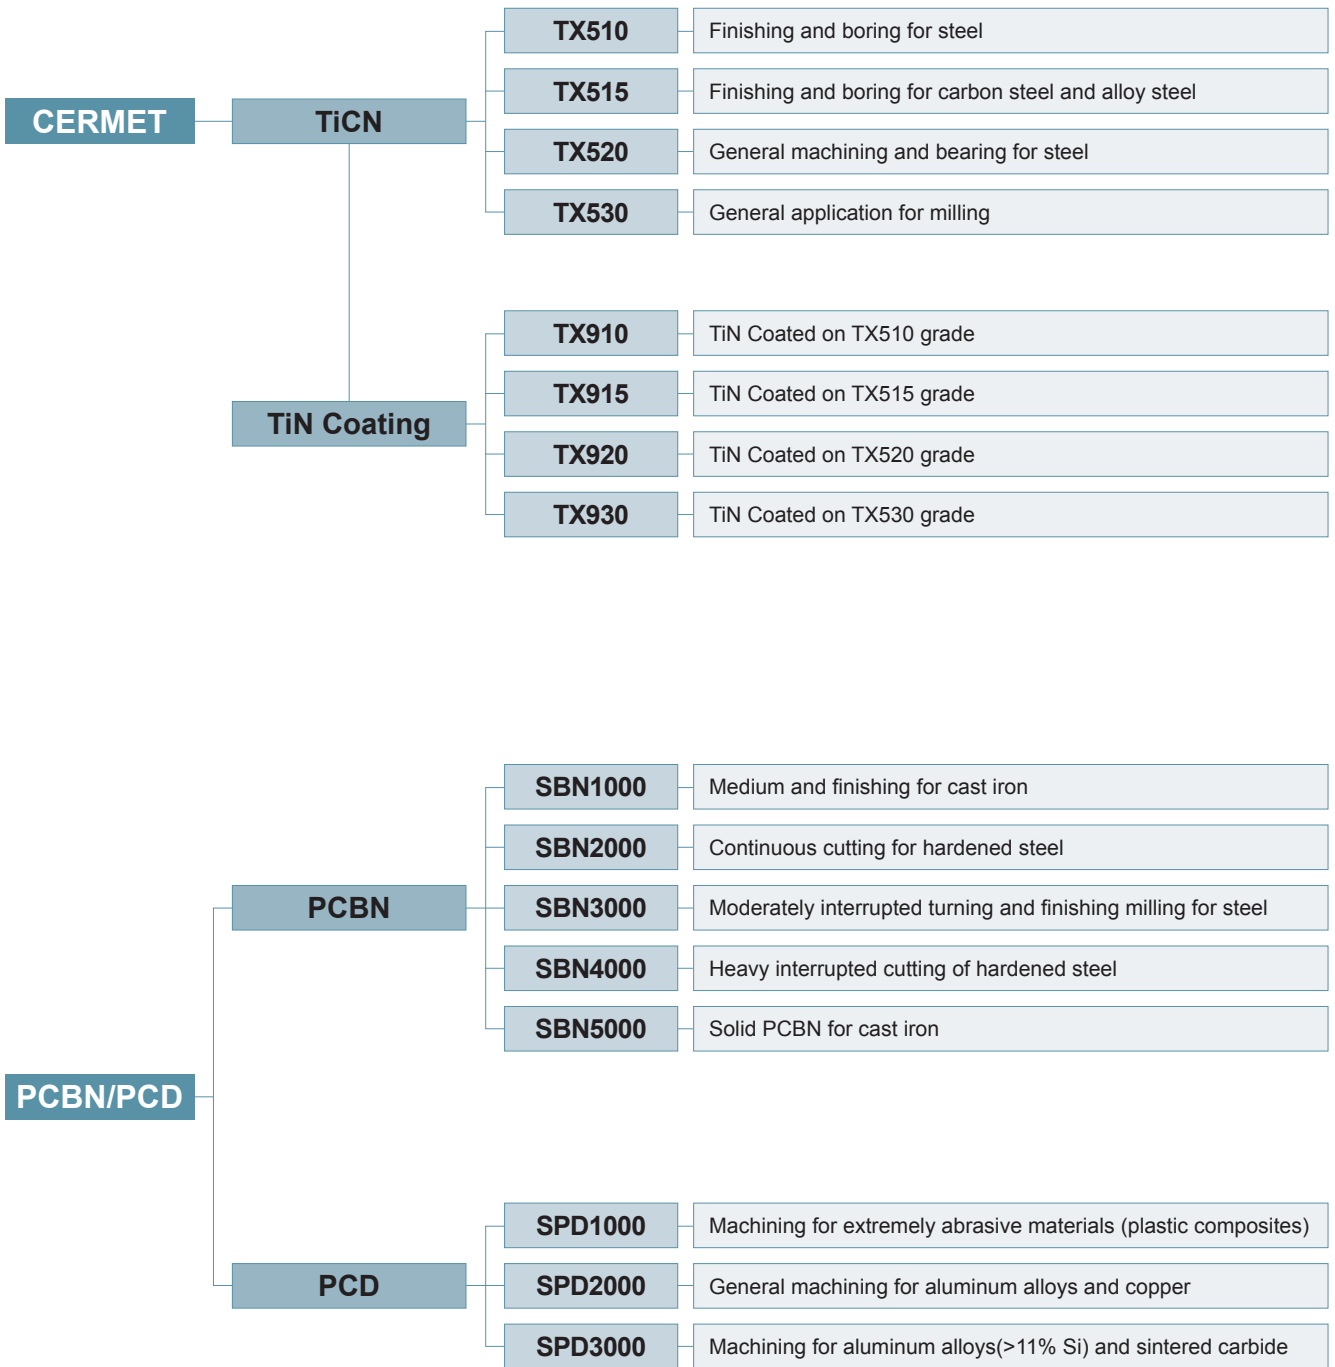 CERMET
TiCN
TX510
Finishing and boring for steel
TX515
Finishing and boring for carbon steel and alloy steel
TX520
General machining and bearing for steel
TX530
General application for milling
TiN Coating
TX910
TiN Coated on TX510 grade
TX915
TiN Coated on TX515 grade
TX920
TiN Coated on TX520 grade
TX930
TiN Coated on TX530 grade
PCBN/PCD
PCBN
SBN1000
Medium and finishing for cast iron
SBN2000
Continuous cutting for hardened steel
SBN3000
Moderately interrupted turning and finishing milling for steel
SBN4000
Heavy interrupted cutting of hardened steel
SBN5000
Solid PCBN for cast iron
PCD
SPD1000
Machining for extremely abrasive materials (plastic composites)
SPD2000
General machining for aluminum alloys and copper
SPD3000
Machining for aluminum alloys(>11% Si) and sintered carbide